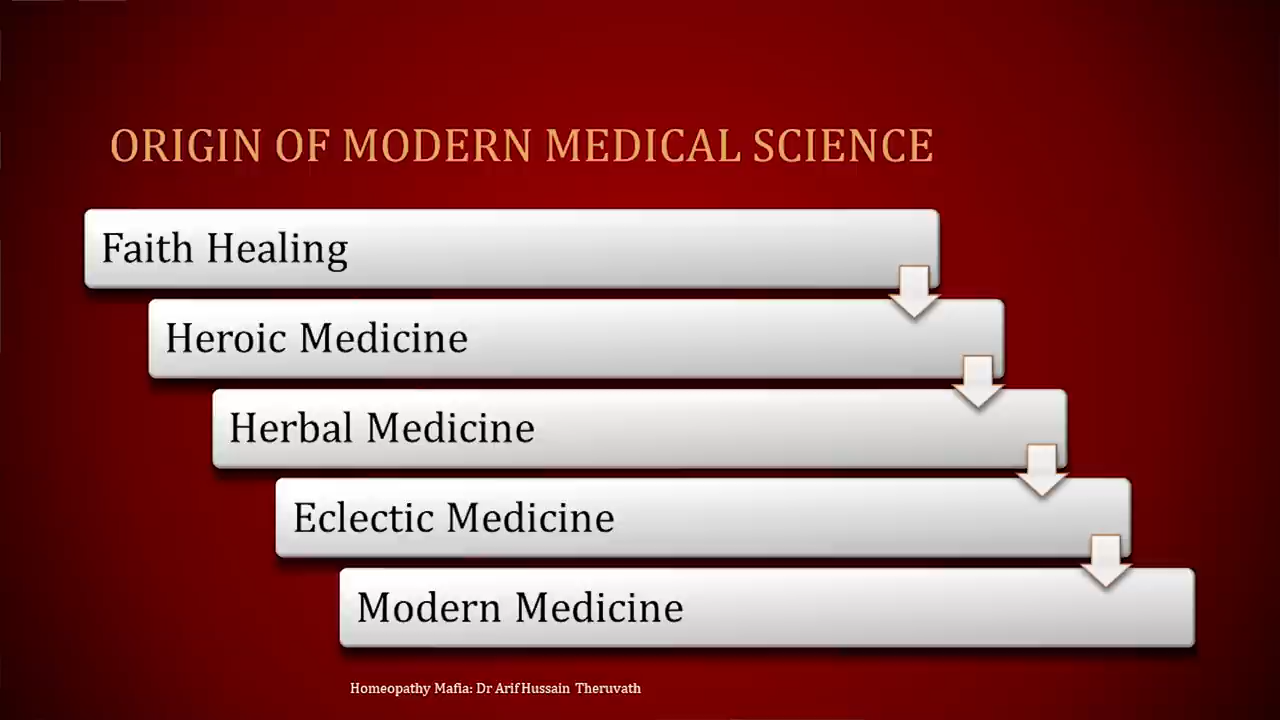 ORIGIN OF MODERN MEDICAL SCIENCE
Faith Healing
Heroic Medicine
Herbal Medicine
Eclectic Medicine
Modern Medicine
Homeopathy Mafia: Dr Arif Hussain Theruvath